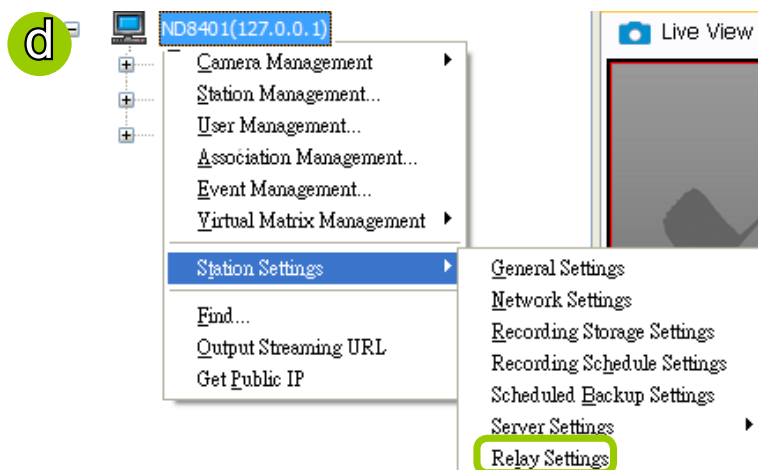 d
ND8401(127.0.0.1)
Live View
Camera Management
Station Management...
User Management...
Association Management...
Event Management...
Virtual Matrix Management
Station Settings
Find...
Output Streaming URL
Get Public IP
General Settings
Network Settings
Recording Storage Settings
Recording Schedule Settings
Scheduled Backup Settings
Server Settings
Relay Settings